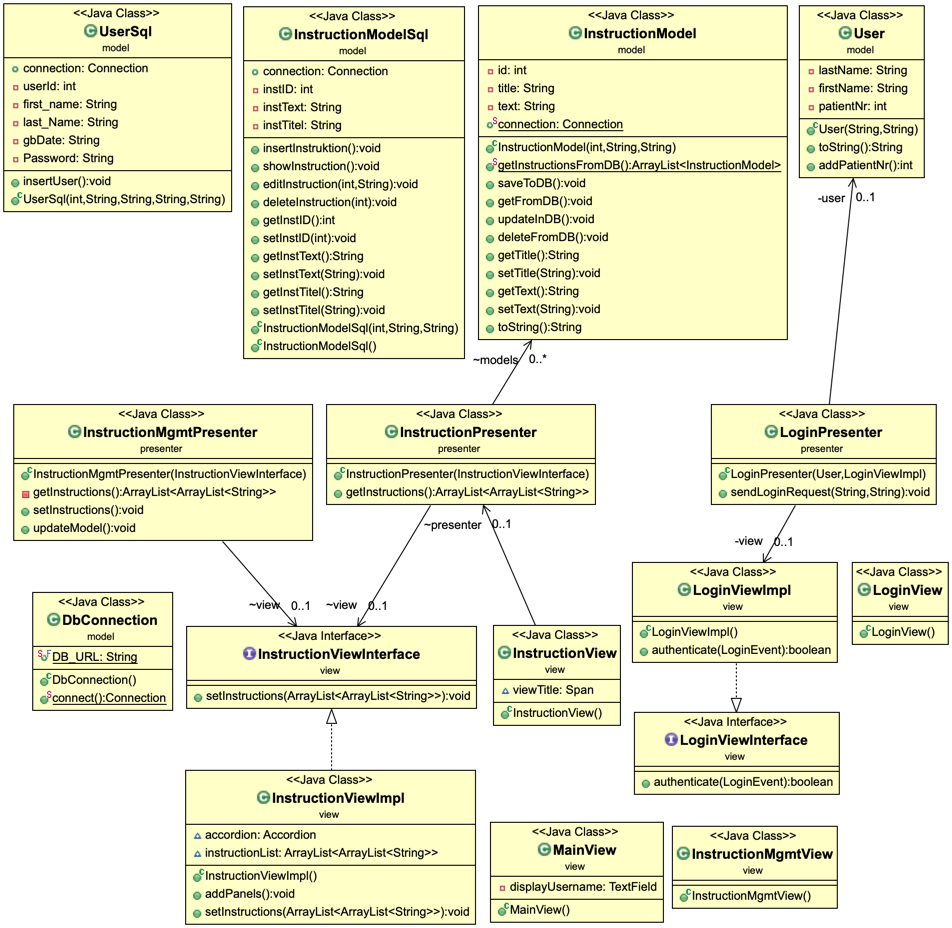 <<Java Class>>
UserSql
model
connection: Connection
userId: int
first_name: String
last_Name: String
gbDate: String
Password: String
insertUser():void
UserSql(int,String,String,String,String)
<<Java Class>>
InstructionModelSql
model
connection: Connection
instID: int
instText: String
instTitel: String
insertInstruktion():void
showInstruction():void
editInstruction(int,String):void
deleteInstruction(int):void
getInstID():int
setInstID(int):void
getInstText():String
setInstText(String):void
getInstTitel():String
setInstTitel(String):void
InstructionModelSql(int,String,String)
InstructionModelSql()
<<Java Class>>
InstructionModel
model
id: int
title: String
text: String
connection: Connection
InstructionModel(int,String,String)
getInstructionsFromDB():ArrayList<InstructionModel>
saveToDB():void
getFromDB():void
updateInDB():void
deleteFromDB():void
getTitle():String
setTitle(String):void
getText():String
setText(String):void
toString():String
<<Java Class>>
User
model
lastName: String
firstName: String
patientNr: int
User(String,String)
toString():String
addPatientNr():int
-user 0..1
~models 0..*
<<Java Class>>
InstructionMgmtPresenter
presenter
InstructionMgmtPresenter(InstructionViewInterface)
getInstructions():ArrayList<ArrayList<String>>
setInstructions():void
updateModel():void
<<Java Class>>
InstructionPresenter
presenter
InstructionPresenter(InstructionViewInterface)
getInstructions():ArrayList<ArrayList<String>>
<<Java Class>>
LoginPresenter
presenter
LoginPresenter(User,LoginViewImpl)
sendLoginRequest(String,String):void
~presenter 0..1
-view 0..1
~view 0..1
~view 0..1
<<Java Class>>
DbConnection
model
DB_URL: String
DbConnection()
connect():Connection
<<Java Interface>>
InstructionViewInterface
view
setInstructions(ArrayList<ArrayList<String>>):void
<<Java Class>>
InstructionView
view
viewTitle: Span
InstructionView()
<<Java Class>>
LoginViewImpl
view
LoginViewImpl()
authenticate(LoginEvent):boolean
<<Java Class>>
LoginView
view
LoginView()
<<Java Interface>>
LoginViewInterface
view
authenticate(LoginEvent):boolean
<<Java Class>>
InstructionViewImpl
view
accordion: Accordion
instructionList: ArrayList<ArrayList<String>>
InstructionViewImpl()
addPanels():void
setInstructions(ArrayList<ArrayList<String>>):void
<<Java Class>>
MainView
view
displayUsername: TextField
MainView()
<<Java Class>>
InstructionMgmtView
view
InstructionMgmtView()